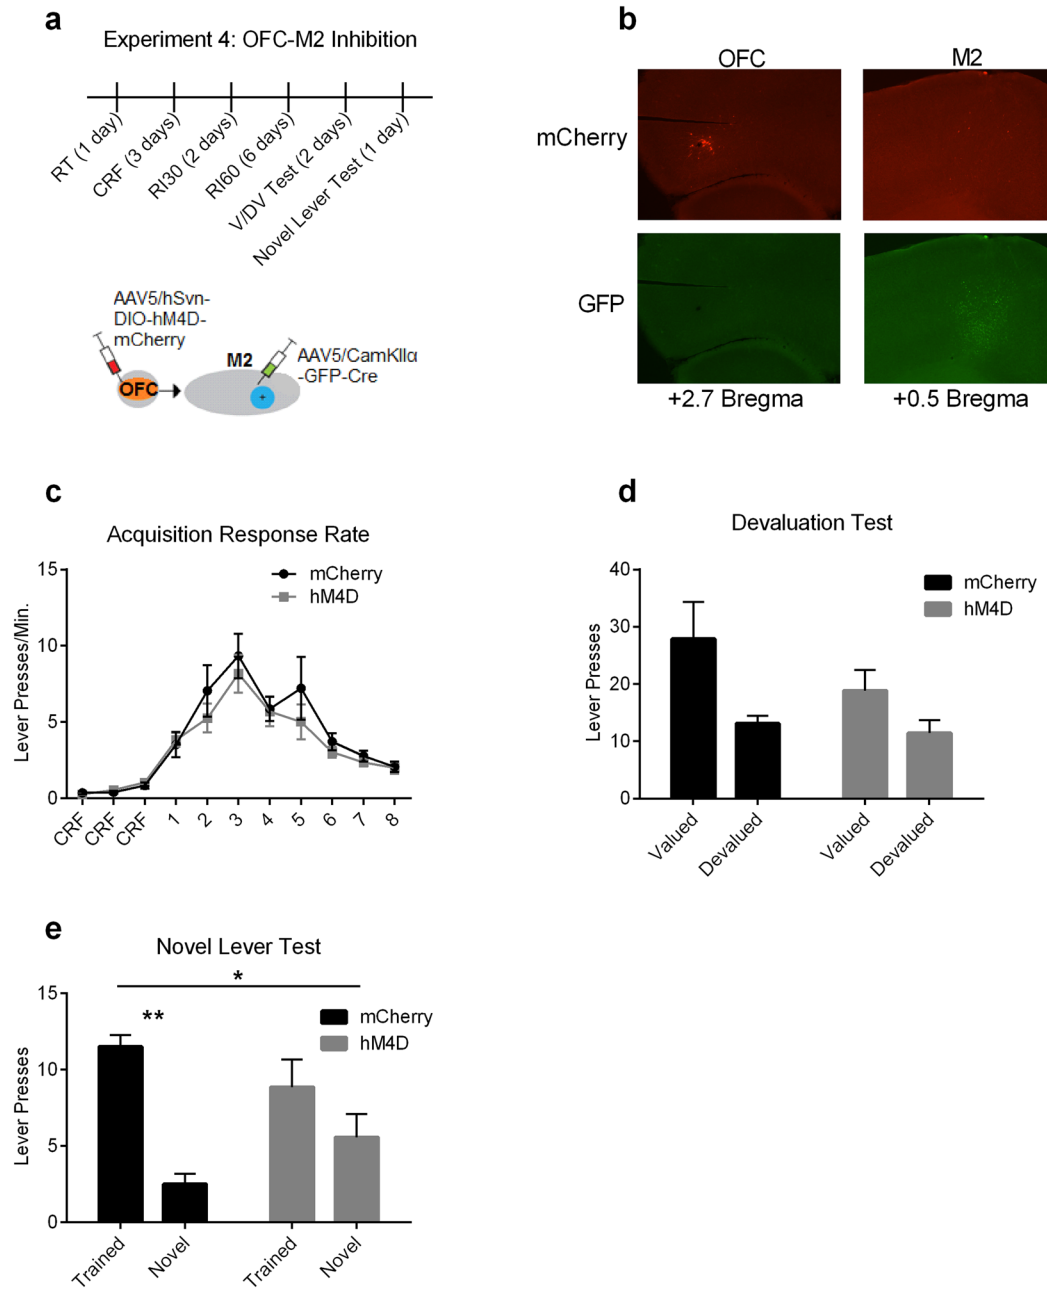 a
Experiment 4: OFC-M2 Inhibition
RT (1 day)
CRF (3 days)
RI30 (2 days)
RI60 (6 days)
V/DV Test (2 days)
Novel Lever Test (1 day)
AAV5/hSvn-
DIO-hM4D-
mCherry
OFC
M2
+
AAV5/CamKIIα
-GFP-Cre
b
OFC
M2
mCherry
GFP
+2.7 Bregma
+0.5 Bregma
c
Acquisition Response Rate
mCherry
hM4D
Lever Presses/Min.
15
10
5
0
CRF
CRF
CRF
1
2
3
4
5
6
7
8
d
Devaluation Test
mCherry
hM4D
Lever Presses
40
30
20
10
0
Valued
Devalued
Valued
Devalued
e
Novel Lever Test
*
**
mCherry
hM4D
Lever Presses
15
10
5
0
Trained
Novel
Trained
Novel